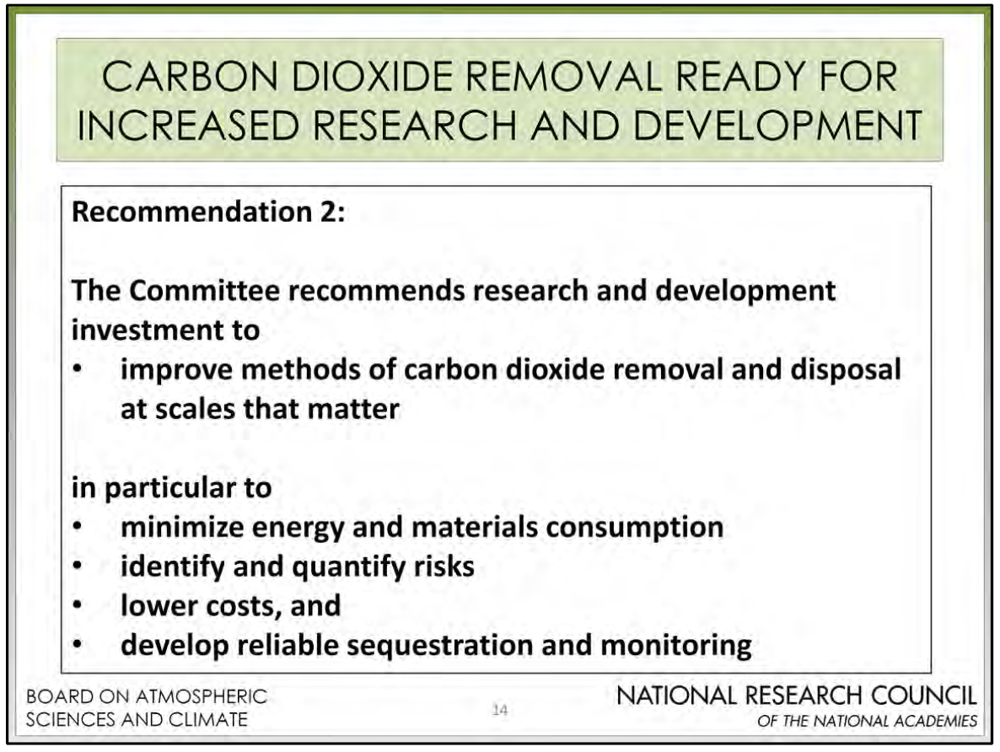 CARBON DIOXIDE REMOVAL READY FOR
INCREASED RESEARCH AND DEVELOPMENT
Recommendation 2:
The Committee recommends research and development
investment to
• improve methods of carbon dioxide removal and disposal
at scales that matter
in particular to
• minimize energy and materials consumption
• identify and quantify risks
• lower costs, and
• develop reliable sequestration and monitoring
BOARD ON ATMOSPHERIC
SCIENCES AND CLIMATE
14
NATIONAL RESEARCH COUNCIL
OF THE NATIONAL ACADEMIES